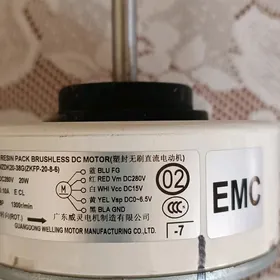 RESIN PACK BRUSHLESS DC MOTOR(塑封无刷直流电动机)
蓝 BLU FG
DC280V 20W
红 RED Vm DC280V
E CL
M
白 WHI Vcc DC15V
1300r/min
黄 YEL Vsp DC0~6.5V
黑 BLA GND
02
CCC
EMC
广东威灵电机制造有限公司
-7
GUANGDONG WELLING MOTOR MANUFACTURING CO.,LTD.